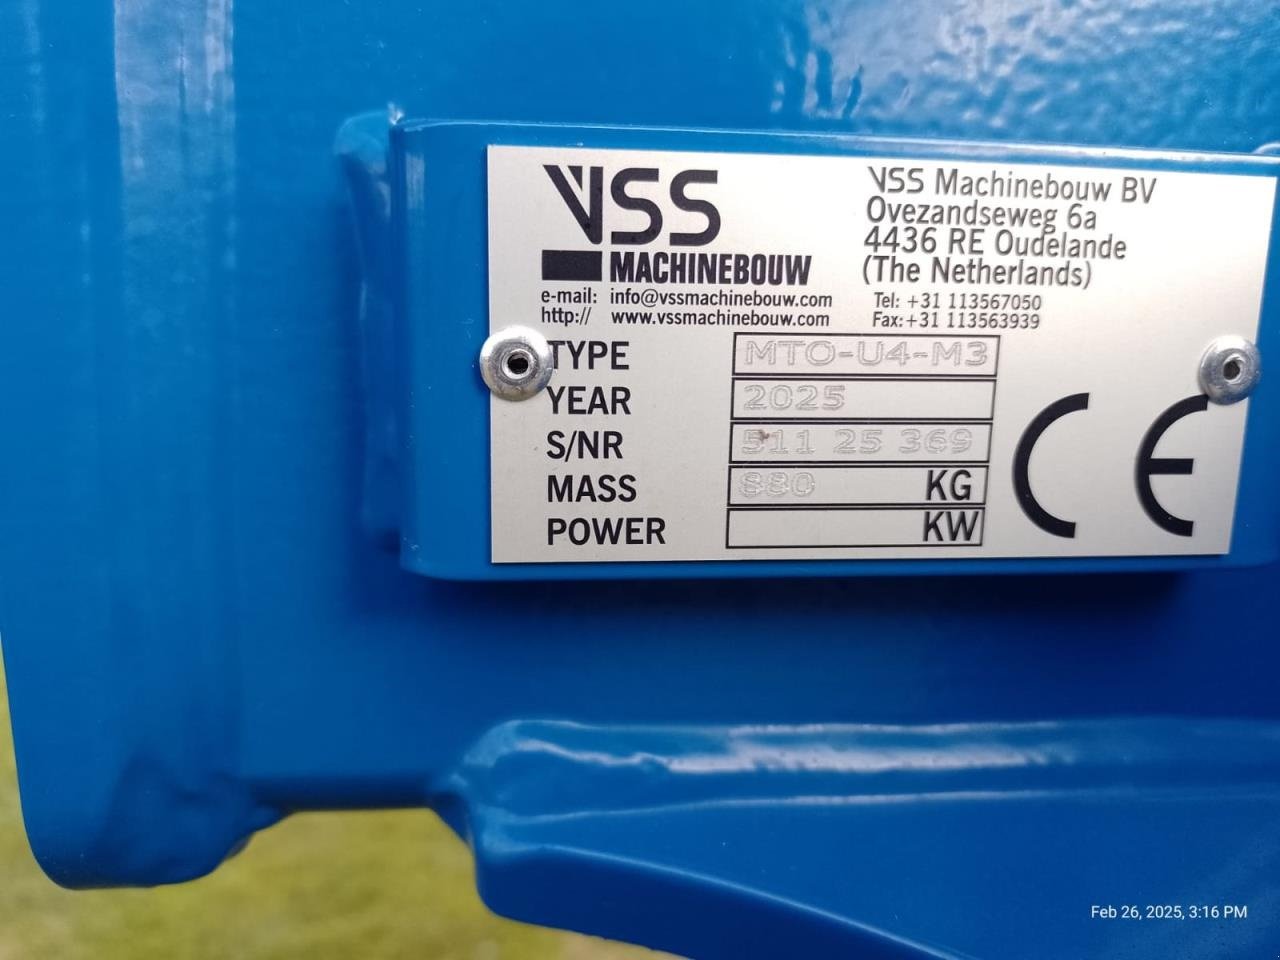 VSS
MACHINEBOUW
e-mail: info@vssmachinebouw.com
http:// www.vssmachinebouw.com
VSS Machinebouw BV
Ovezandseweg 6a
4436 RE Oudelande
(The Netherlands)
Tel: +31 113567050
Fax:+31 113563939
TYPE MTO-U4-M3
YEAR 2025
S/NR 511 25 369
MASS 880 KG
POWER KW
CE
Feb 26, 2025, 3:16 PM